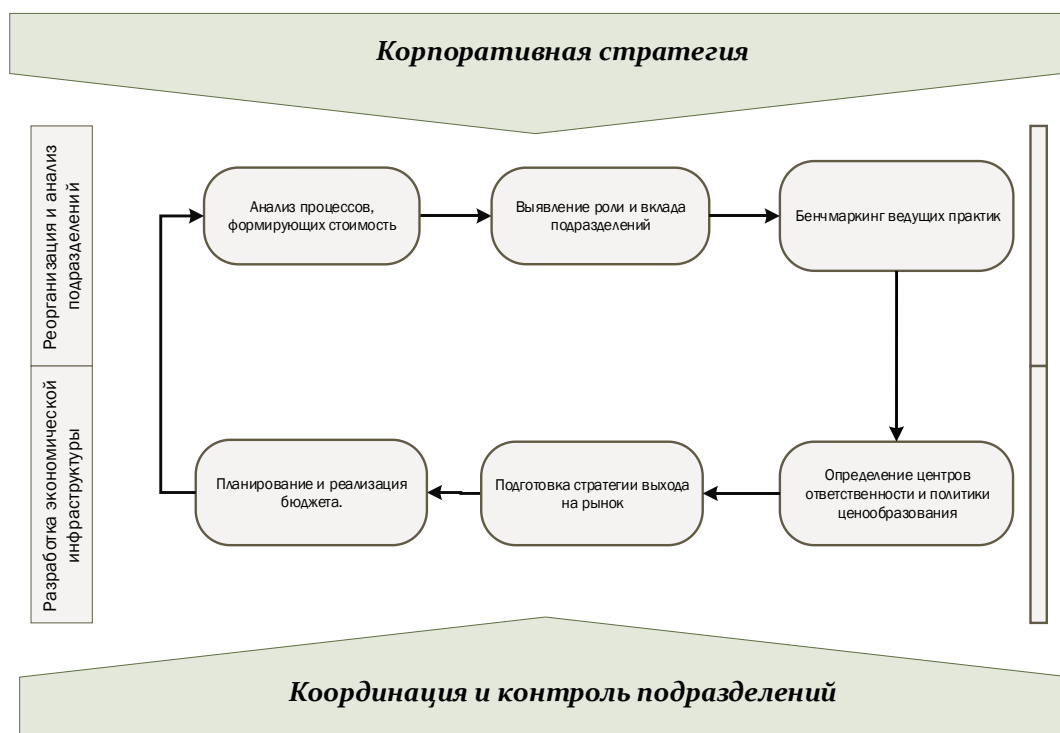 Корпоративная стратегия
Реорганизация и анализ
подразделений
Анализ процессов,
формирующих стоимость
Выявление роли и вклада
подразделений
Бенчмаркинг ведущих практик
Разработка экономической
инфраструктуры
Планирование и реализация
бюджета.
Подготовка стратегии выхода
на рынок
Определение центров
ответственности и политики
ценообразования
Координация и контроль подразделений